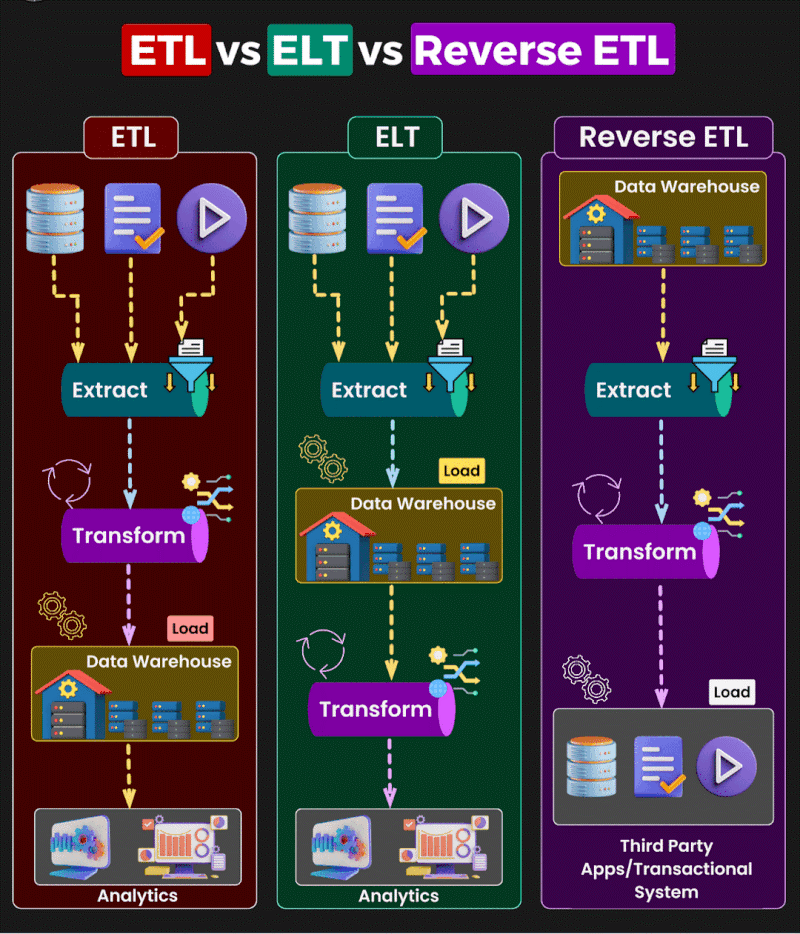 ETL vs ELT vs Reverse ETL
ETL
Extract
Transform
Load
Data Warehouse
Analytics
ELT
Extract
Load
Data Warehouse
Transform
Analytics
Reverse ETL
Data Warehouse
Extract
Transform
Load
Third Party
Apps/Transactional
System